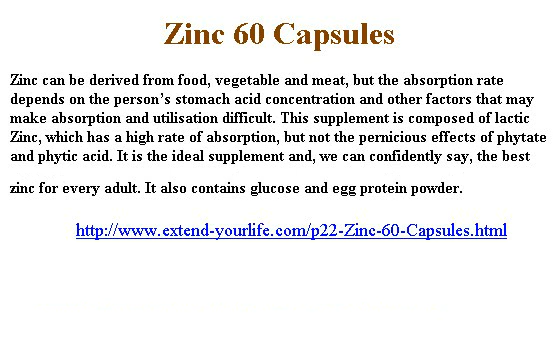 Zinc 60 Capsules
Zinc can be derived from food, vegetable and meat, but the absorption rate
depends on the person’s stomach acid concentration and other factors that may
make absorption and utilisation difficult. This supplement is composed of lactic
Zinc, which has a high rate of absorption, but not the pernicious effects of phytate
and phytic acid. It is the ideal supplement and, we can confidently say, the best
zinc for every adult. It also contains glucose and egg protein powder.
http://www.extend-yourlife.com/p22-Zinc-60-Capsules.html